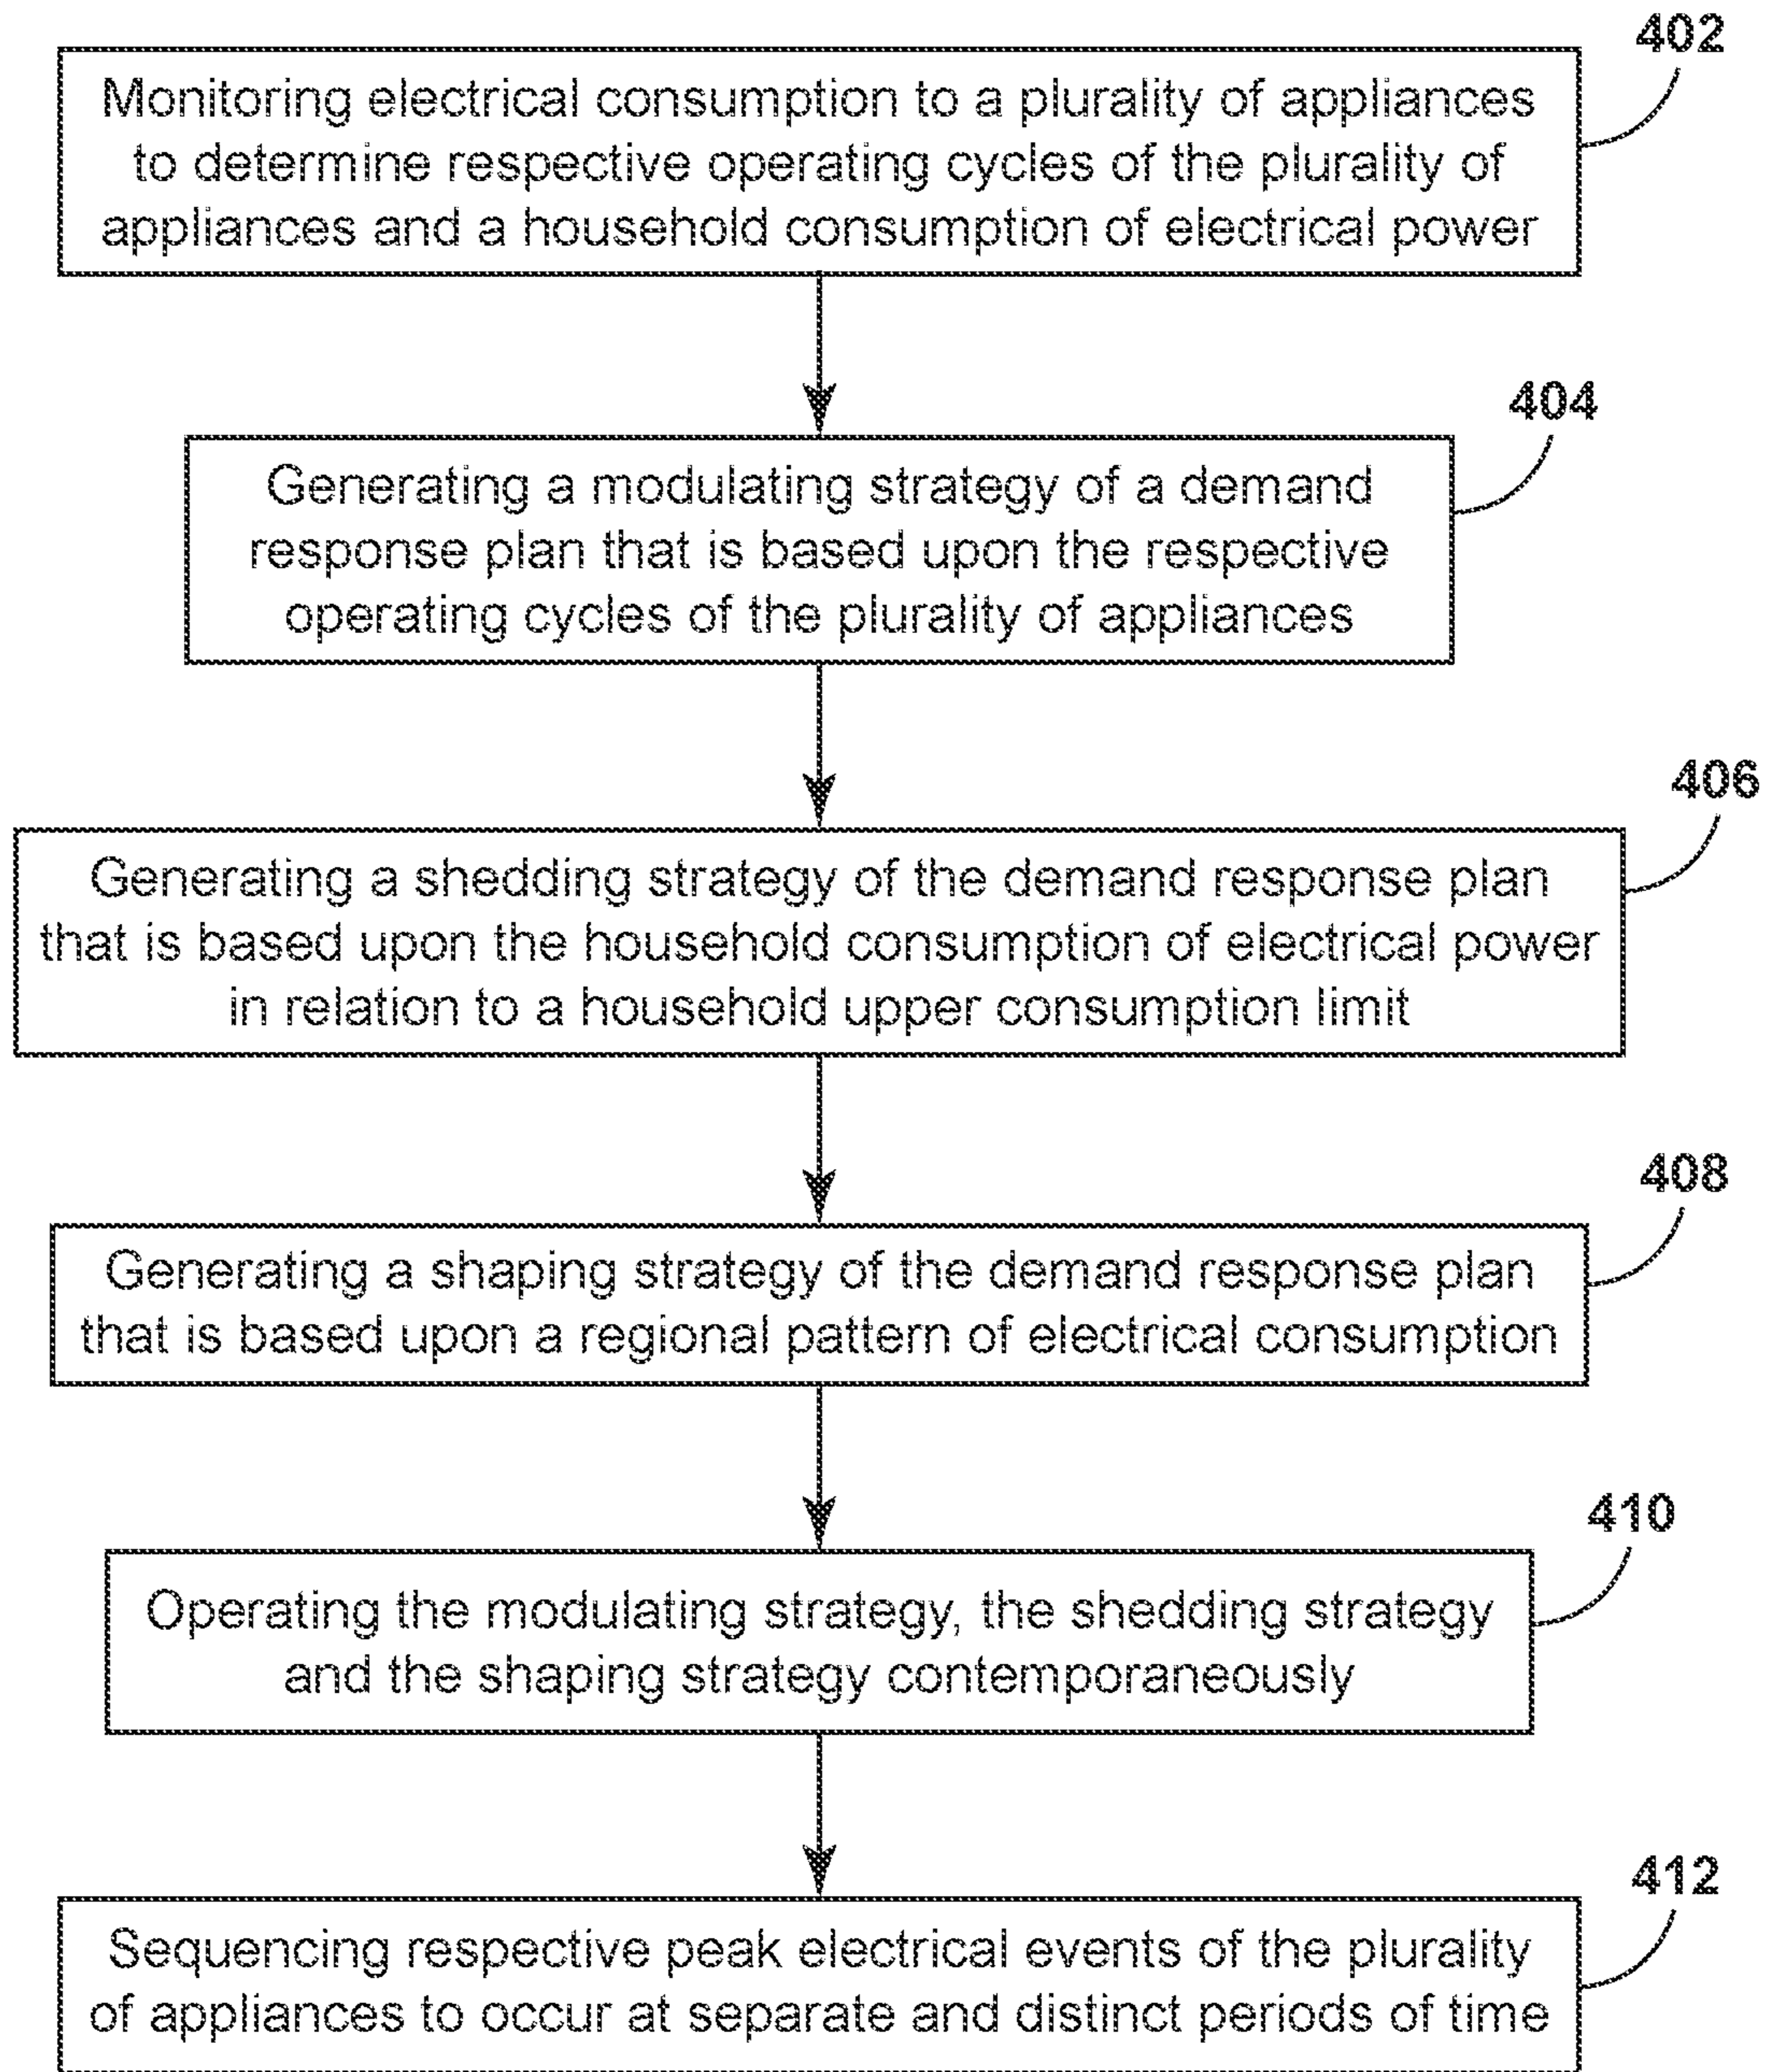 402
Monitoring electrical consumption to a plurality of appliances
to determine respective operating cycles of the plurality of
appliances and a household consumption of electrical power
404
Generating a modulating strategy of a demand
response plan that is based upon the respective
operating cycles of the plurality of appliances
406
Generating a shedding strategy of the demand response plan
that is based upon the household consumption of electrical power
in relation to a household upper consumption limit
408
Generating a shaping strategy of the demand response plan
that is based upon a regional pattern of electrical consumption
410
Operating the modulating strategy, the shedding strategy
and the shaping strategy contemporaneously
412
Sequencing respective peak electrical events of the plurality
of appliances to occur at separate and distinct periods of time